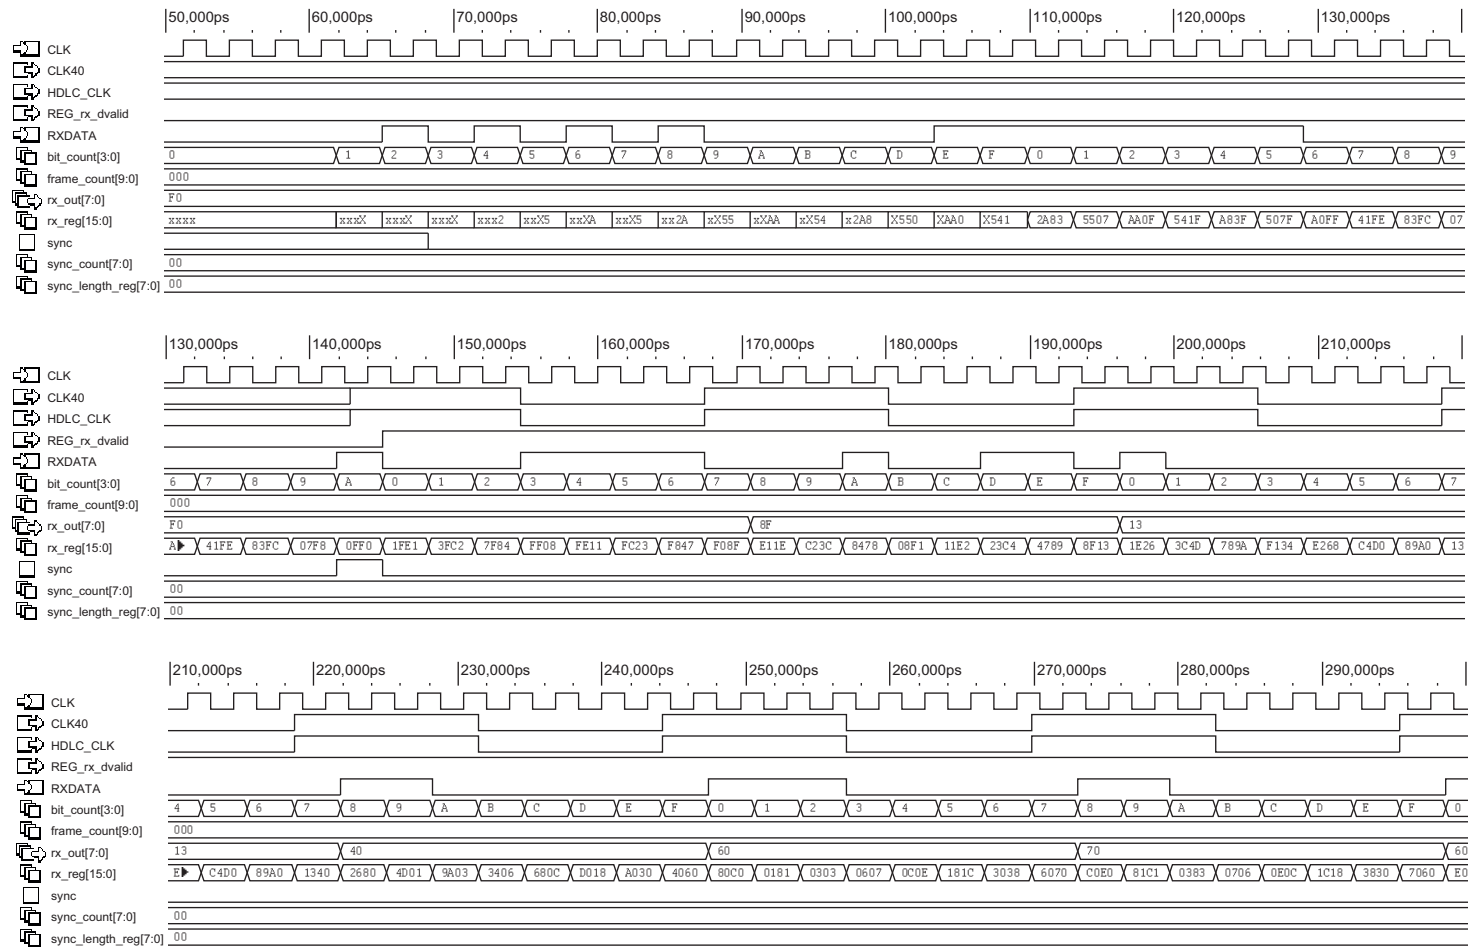 50,000ps 60,000ps 70,000ps 80,000ps 90,000ps 100,000ps 110,000ps 120,000ps 130,000ps
CLK
CLK40
HDLC_CLK
REG_rx_dvalid
RXDATA
bit_count[3:0] 0 1 2 3 4 5 6 7 8 9 A B C D E F 0 1 2 3 4 5 6 7 8 9
frame_count[9:0] 000
rx_out[7:0] F0
rx_reg[15:0] xxxx xxxX xxxX xxxX xxx2 xxX5 xxXA xxX5 xx2A xX55 xXAA xX54 x2A8 X550 XAA0 X541 2A83 5507 AA0F 541F A83F 507F A0FF 41FE 83FC 07
sync
sync_count[7:0] 00
sync_length_reg[7:0] 00
130,000ps 140,000ps 150,000ps 160,000ps 170,000ps 180,000ps 190,000ps 200,000ps 210,000ps
CLK
CLK40
HDLC_CLK
REG_rx_dvalid
RXDATA
bit_count[3:0] 6 7 8 9 A 0 1 2 3 4 5 6 7 8 9 A B C D E F 0 1 2 3 4 5 6 7
frame_count[9:0] 000
rx_out[7:0] F0 8F 13
rx_reg[15:0] A 41FE 83FC 07F8 0FF0 1FE1 3FC2 7F84 FF08 FE11 FC23 F847 F08F E11E C23C 8478 08F1 11E2 23C4 4789 8F13 1E26 3C4D 789A F134 E268 C4D0 89A0 13
sync
sync_count[7:0] 00
sync_length_reg[7:0] 00
210,000ps 220,000ps 230,000ps 240,000ps 250,000ps 260,000ps 270,000ps 280,000ps 290,000ps
CLK
CLK40
HDLC_CLK
REG_rx_dvalid
RXDATA
bit_count[3:0] 4 5 6 7 8 9 A B C D E F 0 1 2 3 4 5 6 7 8 9 A B C D E F 0
frame_count[9:0] 000
rx_out[7:0] 13 40 60 70 60
rx_reg[15:0] E C4D0 89A0 1340 2680 4D01 9A03 3406 680C D018 A030 4060 80C0 0181 0303 0607 0C0E 181C 3038 6070 C0E0 81C1 0383 0706 0E0C 1C18 3830 7060 E0
sync
sync_count[7:0] 00
sync_length_reg[7:0] 00